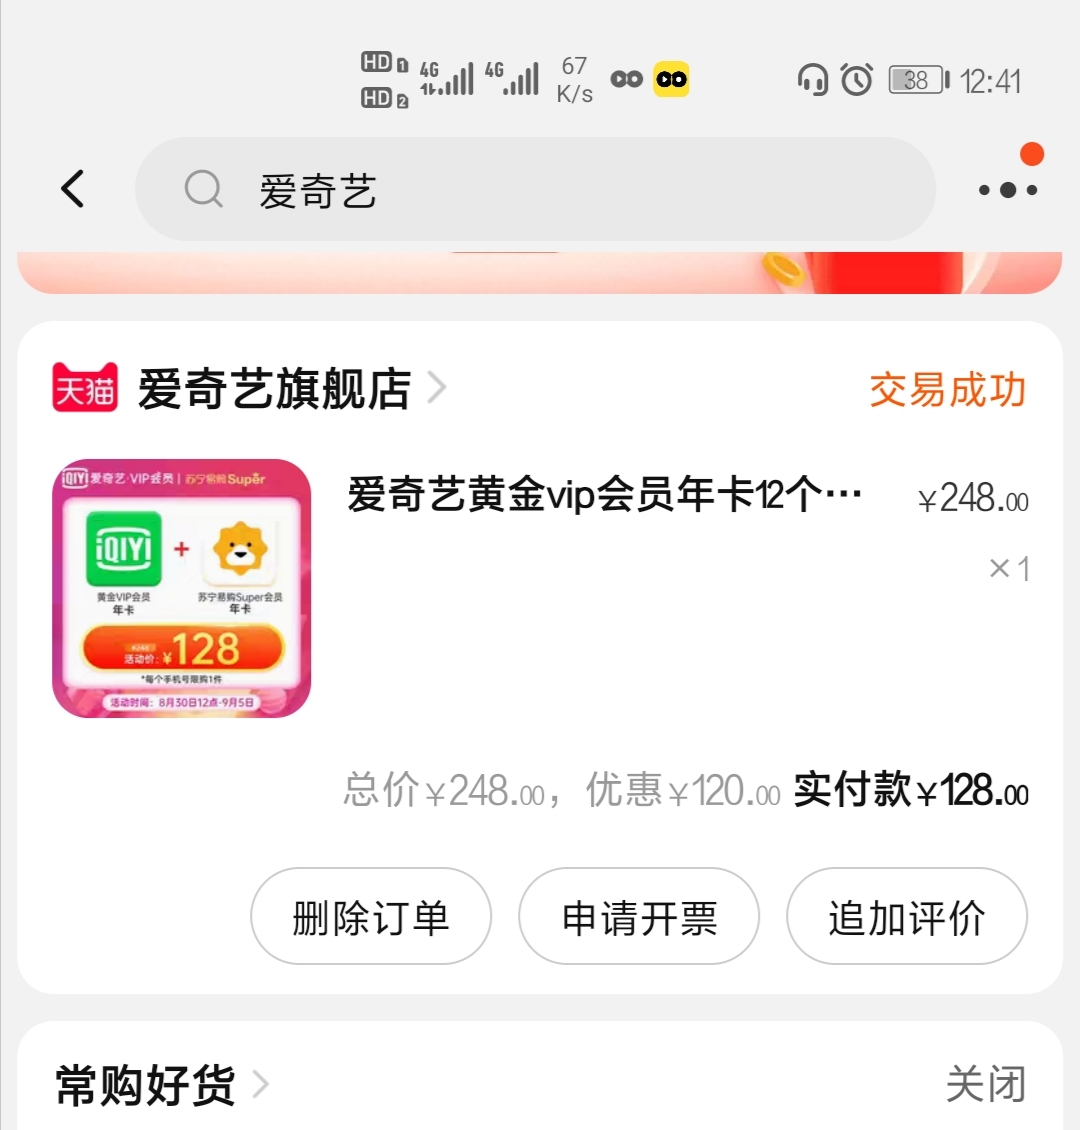 HD 1 4G 4G 67 38 12:41
HD 2 K/s
爱奇艺
天猫 爱奇艺旗舰店 交易成功
iQIYI爱奇艺·VIP会员 | 苏宁易购Super
爱奇艺黄金vip会员年卡12个… ¥248.00
×1
iQIYI +
黄金VIP会员 苏宁易购Super会员
年卡 年卡
¥248
活动价: ¥128
*每个手机号限购1件
活动时间: 8月30日12点-9月5日
总价¥248.00，优惠¥120.00 实付款¥128.00
删除订单 申请开票 追加评价
常购好货 关闭